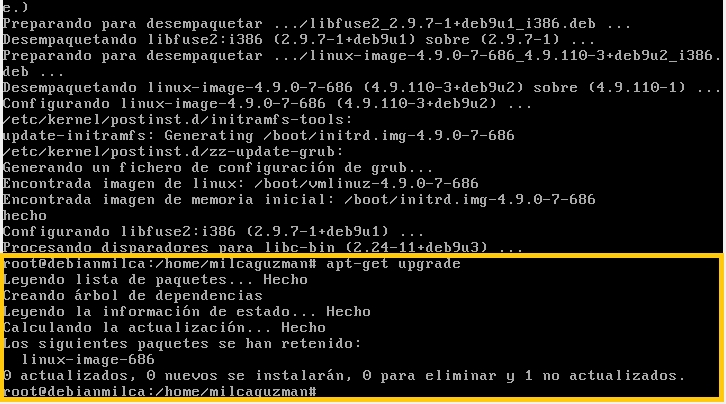 e.)
Preparando para desempaquetar .../libfuse2_2.9.7-1+deb9u1_i386.deb ...
Desempaquetando libfuse2:i386 (2.9.7-1+deb9u1) sobre (2.9.7-1) ...
Preparando para desempaquetar .../linux-image-4.9.0-7-686_4.9.110-3+deb9u2_i386.
deb ...
Desempaquetando linux-image-4.9.0-7-686 (4.9.110-3+deb9u2) sobre (4.9.110-1) ...
Configurando linux-image-4.9.0-7-686 (4.9.110-3+deb9u2) ...
/etc/kernel/postinst.d/initramfs-tools:
update-initramfs: Generating /boot/initrd.img-4.9.0-7-686
/etc/kernel/postinst.d/zz-update-grub:
Generando un fichero de configuración de grub...
Encontrada imagen de linux: /boot/vmlinuz-4.9.0-7-686
Encontrada imagen de memoria inicial: /boot/initrd.img-4.9.0-7-686
hecho
Configurando libfuse2:i386 (2.9.7-1+deb9u1) ...
Procesando disparadores para libc-bin (2.24-11+deb9u3) ...
root@debianmilca:/home/milcaguzman# apt-get upgrade
Leyendo lista de paquetes... Hecho
Creando árbol de dependencias
Leyendo la información de estado... Hecho
Calculando la actualización... Hecho
Los siguientes paquetes se han retenido:
  linux-image-686
0 actualizados, 0 nuevos se instalarán, 0 para eliminar y 1 no actualizados.
root@debianmilca:/home/milcaguzman#